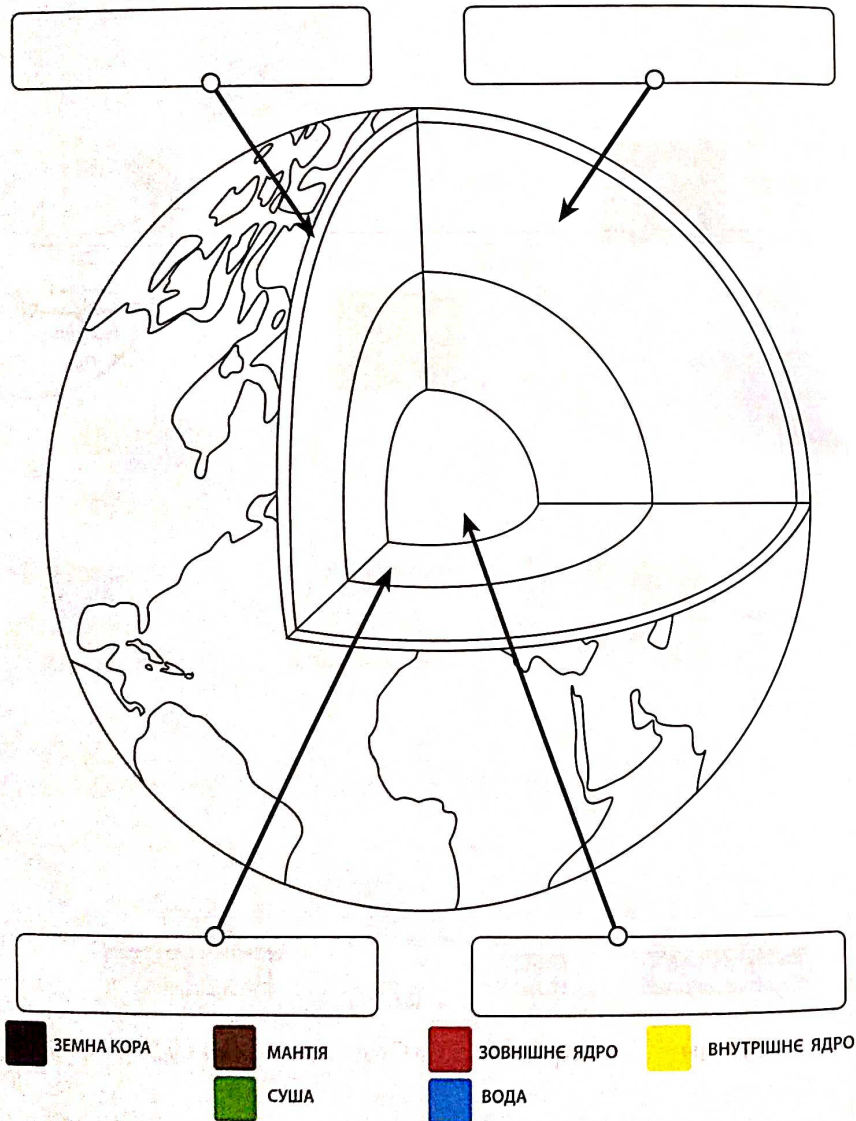 ЗЕМНА КОРА
МАНТІЯ
ЗОВНІШНЄ ЯДРО
ВНУТРІШНЄ ЯДРО
СУША
ВОДА